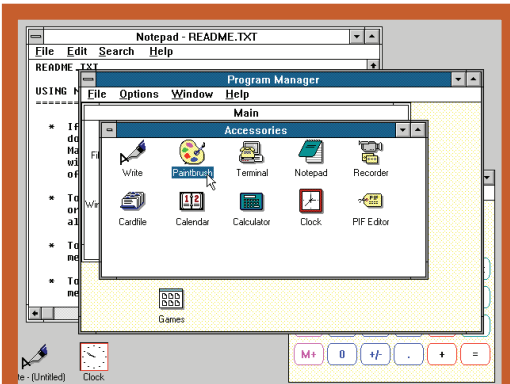 Notepad - README.TXT
File Edit Search Help
README.TXT
USING N
* If
do
Ma
wi
of
* To
or
al
* To
me
* To
me
Program Manager
File Options Window Help
Main
Fil
Win
Accessories
Write Paintbrush Terminal Notepad Recorder
Cardfile Calendar Calculator Clock PIF Editor
Games
M+ 0 +/- . + =
te - (Untitled) Clock